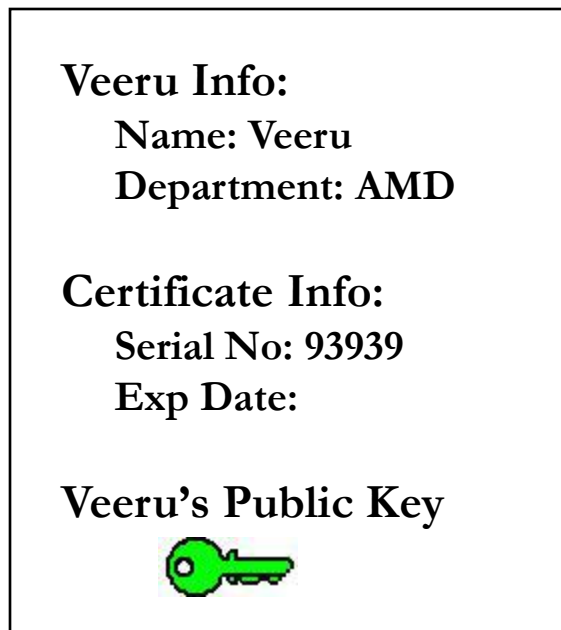 Veeru Info:
Name: Veeru
Department: AMD
Certificate Info:
Serial No: 93939
Exp Date:
Veeru’s Public Key